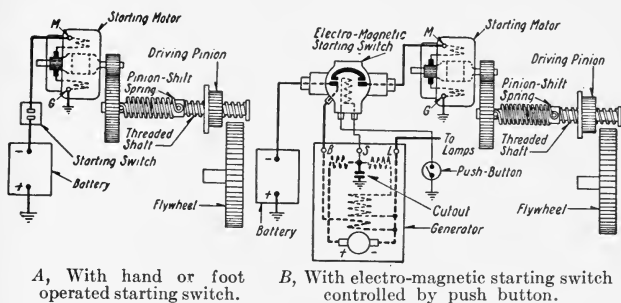 M
Starting Motor
Driving Pinion
Pinion-Shift
Spring
G
Threaded
Shaft
Starting Switch
-
+
Battery
Flywheel
A, With hand or foot
operated starting switch.
Electro-Magnetic
Starting Switch
M
Starting Motor
Driving Pinion
Pinion-Shift
Spring
G
Threaded
Shaft
To
Lamps
B
S
L
Push-Button
-
+
Battery
Cutout
Generator
+
-
Flywheel
B, With electro-magnetic starting switch
controlled by push button.